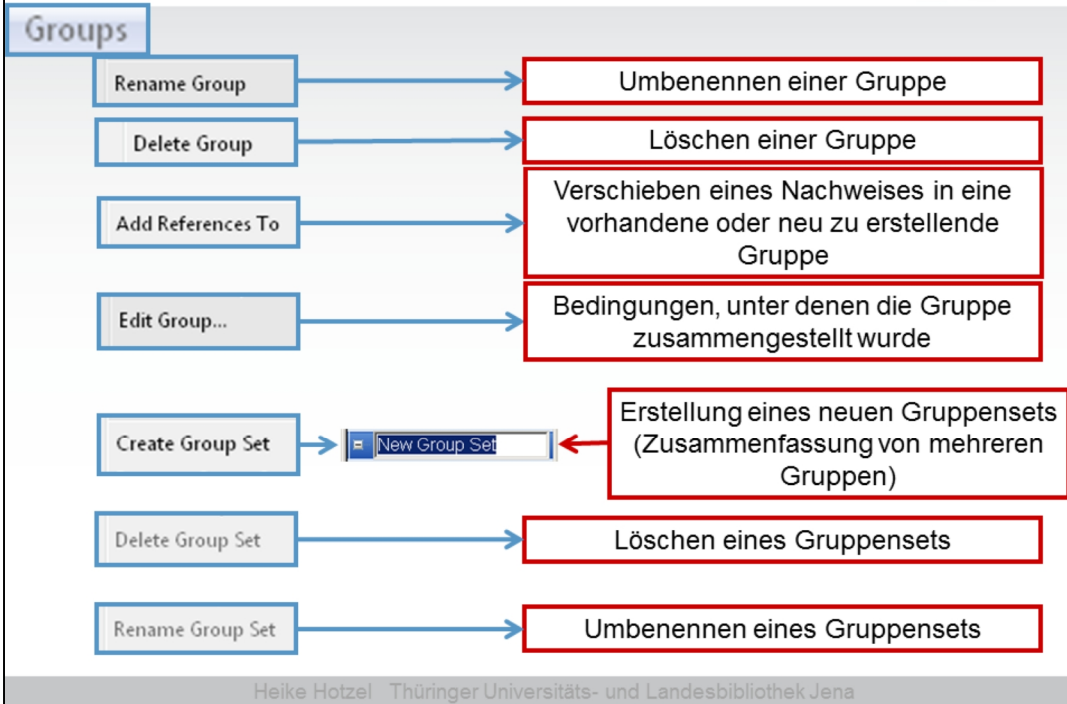 Groups
Rename Group
Umbenennen einer Gruppe
Delete Group
Löschen einer Gruppe
Add References To
Verschieben eines Nachweises in eine
vorhandene oder neu zu erstellende
Gruppe
Edit Group...
Bedingungen, unter denen die Gruppe
zusammengestellt wurde
Create Group Set
New Group Set
Erstellung eines neuen Gruppensets
(Zusammenfassung von mehreren
Gruppen)
Delete Group Set
Löschen eines Gruppensets
Rename Group Set
Umbenennen eines Gruppensets
Heike Hotzel Thüringer Universitäts- und Landesbibliothek Jena